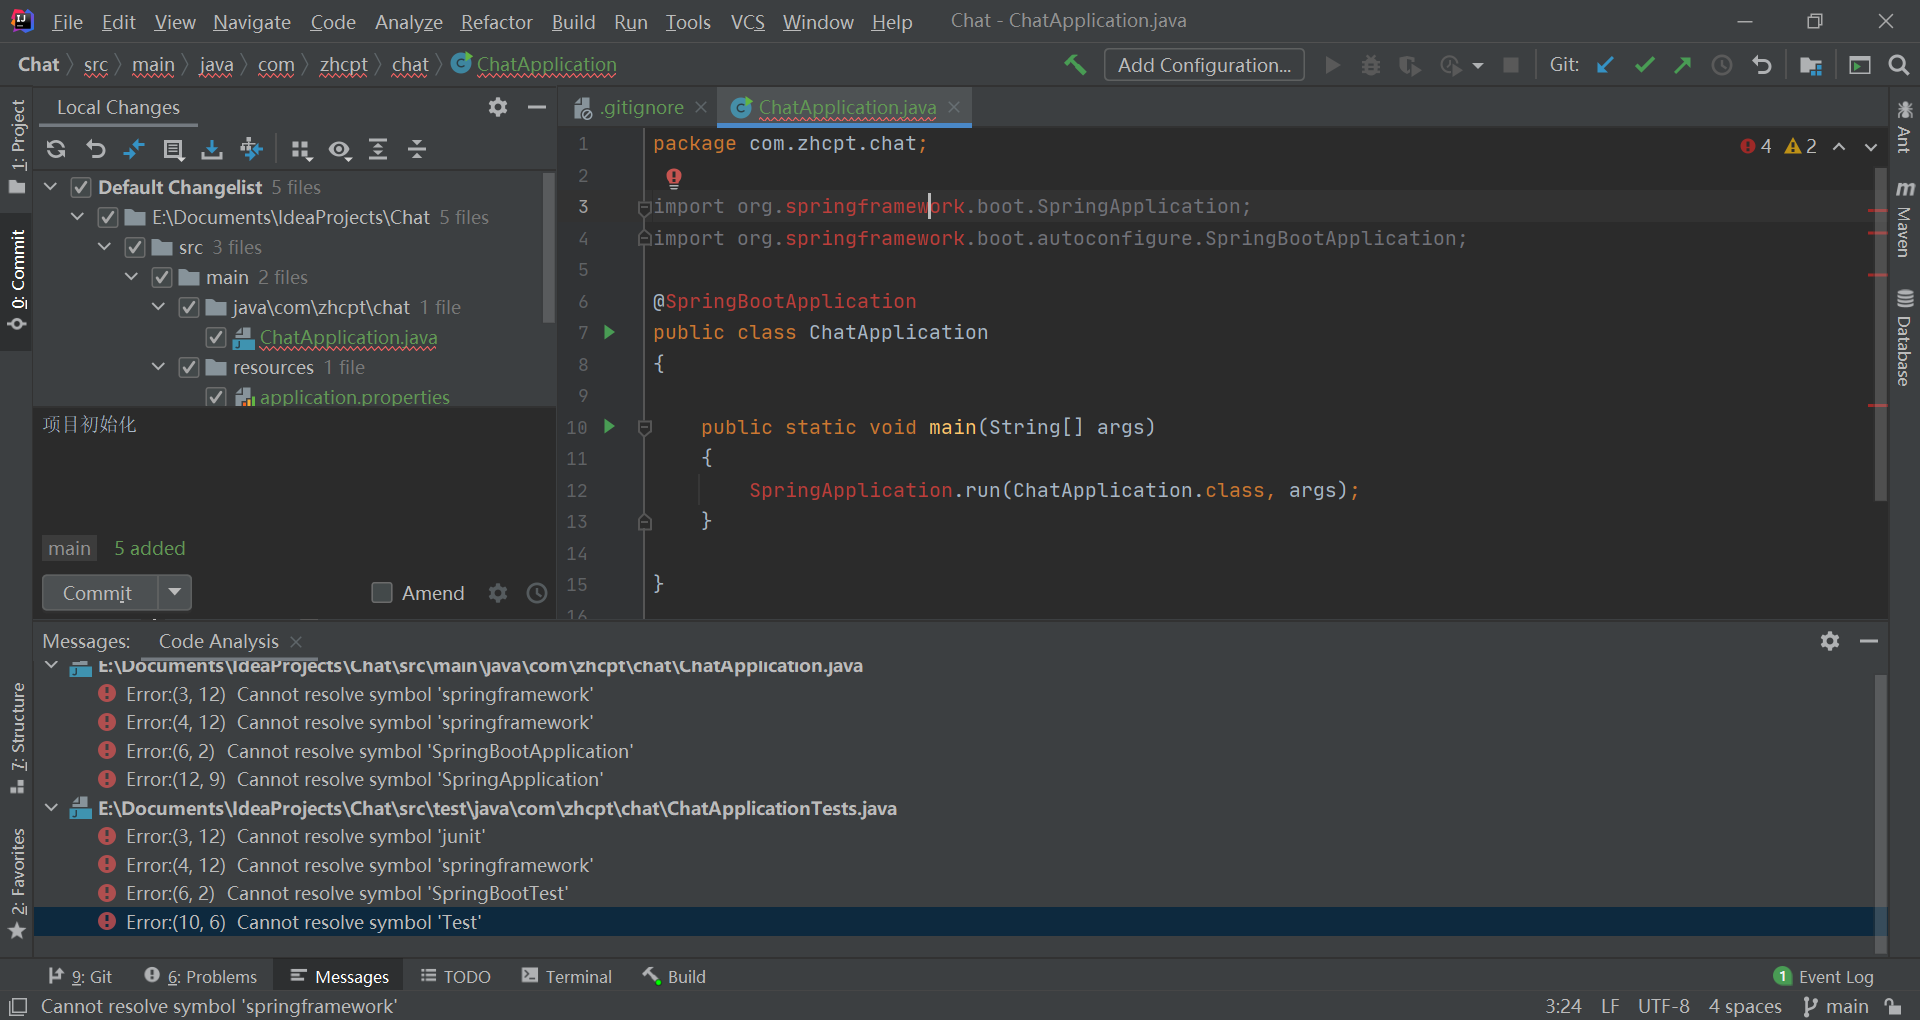 File Edit View Navigate Code Analyze Refactor Build Run Tools VCS Window Help Chat - ChatApplication.java
Chat src main java com zhcpt chat ChatApplication Add Configuration... Git:
Local Changes
.gitignore ChatApplication.java
1: Project
0: Commit
7: Structure
2: Favorites
Default Changelist 5 files
E:\Documents\IdeaProjects\Chat 5 files
src 3 files
main 2 files
java\com\zhcpt\chat 1 file
ChatApplication.java
resources 1 file
application.properties
项目初始化
main 5 added
Commit Amend
4 2
1 package com.zhcpt.chat;
2
3 import org.springframework.boot.SpringApplication;
4 import org.springframework.boot.autoconfigure.SpringBootApplication;
5
6 @SpringBootApplication
7 public class ChatApplication
8 {
9
10 public static void main(String[] args)
11 {
12 SpringApplication.run(ChatApplication.class, args);
13 }
14
15 }
16
Ant
Maven
Database
Messages: Code Analysis
E:\Documents\IdeaProjects\Chat\src\main\java\com\zhcpt\chat\ChatApplication.java
Error:(3, 12) Cannot resolve symbol 'springframework'
Error:(4, 12) Cannot resolve symbol 'springframework'
Error:(6, 2) Cannot resolve symbol 'SpringBootApplication'
Error:(12, 9) Cannot resolve symbol 'SpringApplication'
E:\Documents\IdeaProjects\Chat\src\test\java\com\zhcpt\chat\ChatApplicationTests.java
Error:(3, 12) Cannot resolve symbol 'junit'
Error:(4, 12) Cannot resolve symbol 'springframework'
Error:(6, 2) Cannot resolve symbol 'SpringBootTest'
Error:(10, 6) Cannot resolve symbol 'Test'
9: Git 6: Problems Messages TODO Terminal Build 1 Event Log
Cannot resolve symbol 'springframework' 3:24 LF UTF-8 4 spaces main